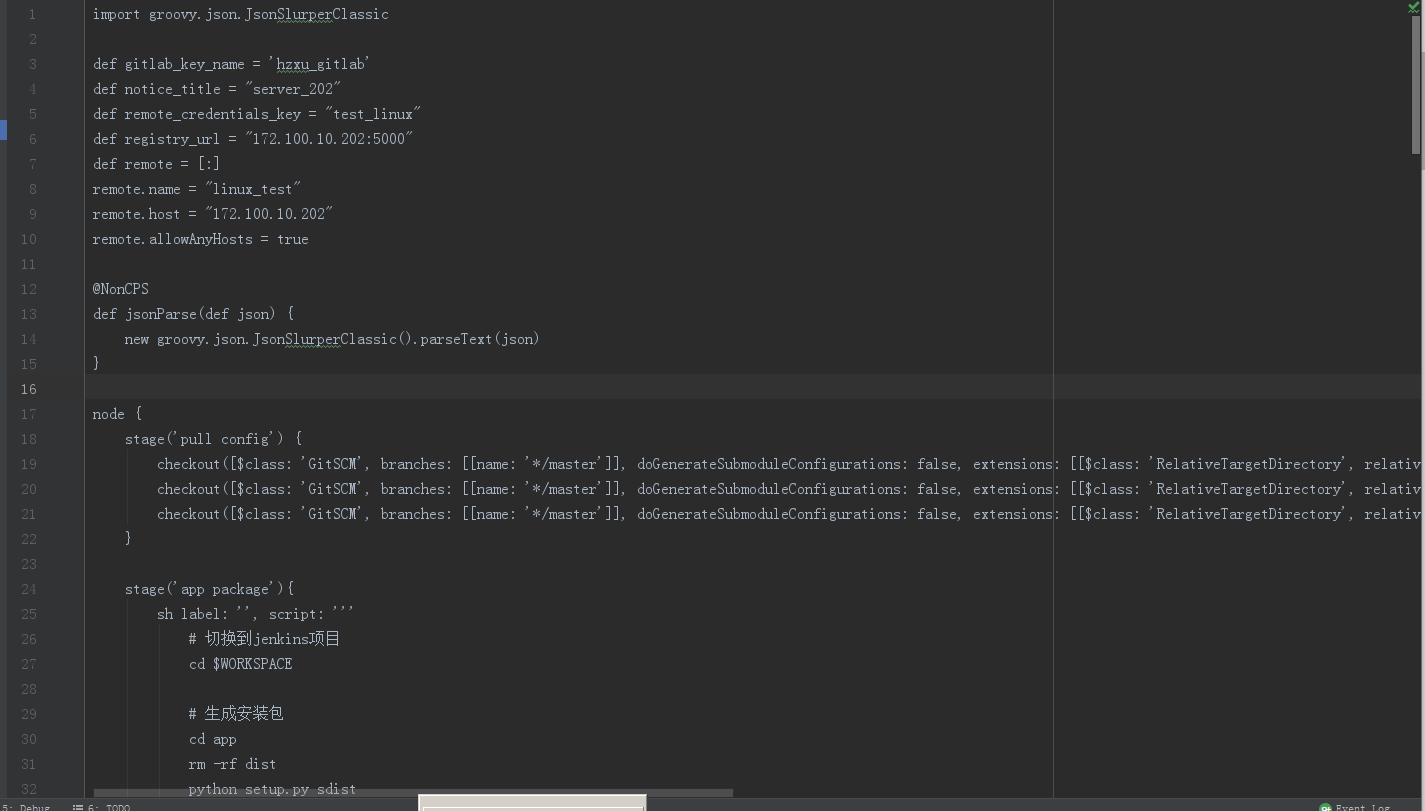 1 import groovy.json.JsonSlurperClassic
2
3 def gitlab_key_name = 'hzxu_gitlab'
4 def notice_title = "server_202"
5 def remote_credentials_key = "test_linux"
6 def registry_url = "172.100.10.202:5000"
7 def remote = [:]
8 remote.name = "linux_test"
9 remote.host = "172.100.10.202"
10 remote.allowAnyHosts = true
11
12 @NonCPS
13 def jsonParse(def json) {
14     new groovy.json.JsonSlurperClassic().parseText(json)
15 }
16
17 node {
18     stage('pull config') {
19         checkout([$class: 'GitSCM', branches: [[name: '*/master']], doGenerateSubmoduleConfigurations: false, extensions: [[$class: 'RelativeTargetDirectory', relativ
20         checkout([$class: 'GitSCM', branches: [[name: '*/master']], doGenerateSubmoduleConfigurations: false, extensions: [[$class: 'RelativeTargetDirectory', relativ
21         checkout([$class: 'GitSCM', branches: [[name: '*/master']], doGenerateSubmoduleConfigurations: false, extensions: [[$class: 'RelativeTargetDirectory', relativ
22     }
23
24     stage('app package'){
25         sh label: '', script: '''
26             # 切换到jenkins项目
27             cd $WORKSPACE
28
29             # 生成安装包
30             cd app
31             rm -rf dist
32             python setup.py sdist
5: Debug 6: TODO Event Log